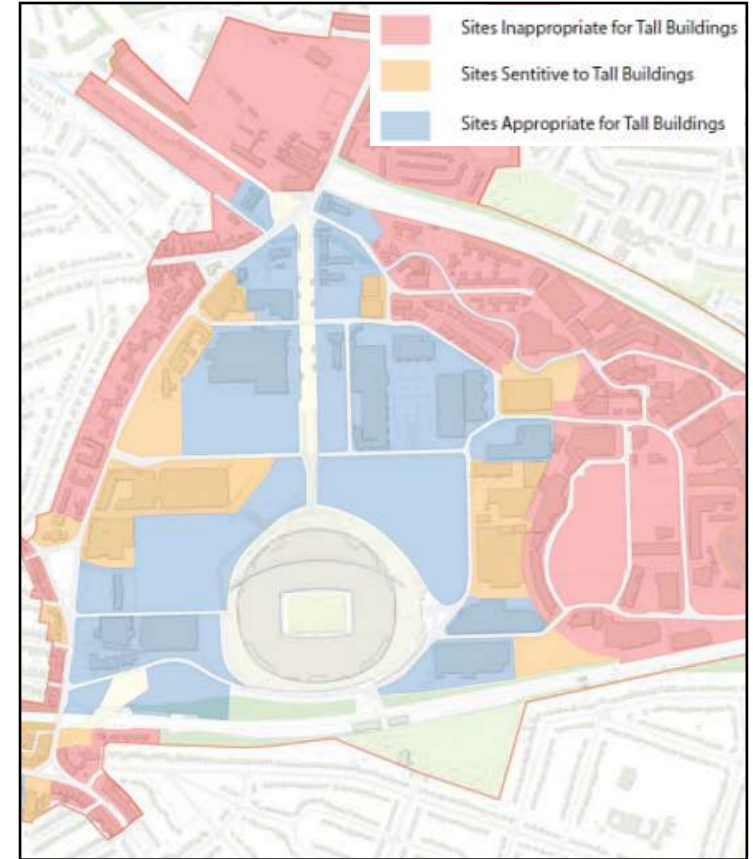 Sites Inappropriate for Tall Buildings
Sites Sentitive to Tall Buildings
Sites Appropriate for Tall Buildings